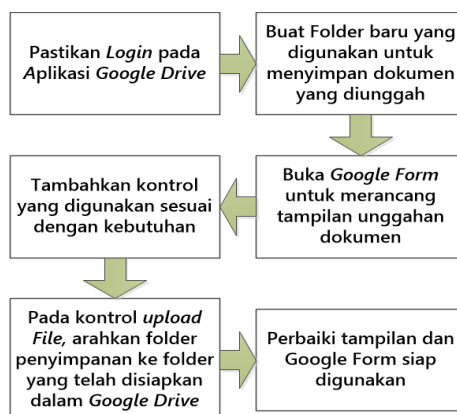 Pastikan Login pada
Aplikasi Google Drive
Buat Folder baru yang
digunakan untuk
menyimpan dokumen
yang diunggah
Buka Google Form
untuk merancang
tampilan unggahan
dokumen
Tambahkan kontrol
yang digunakan sesuai
dengan kebutuhan
Pada kontrol upload
File, arahkan folder
penyimpanan ke folder
yang telah disiapkan
dalam Google Drive
Perbaiki tampilan dan
Google Form siap
digunakan